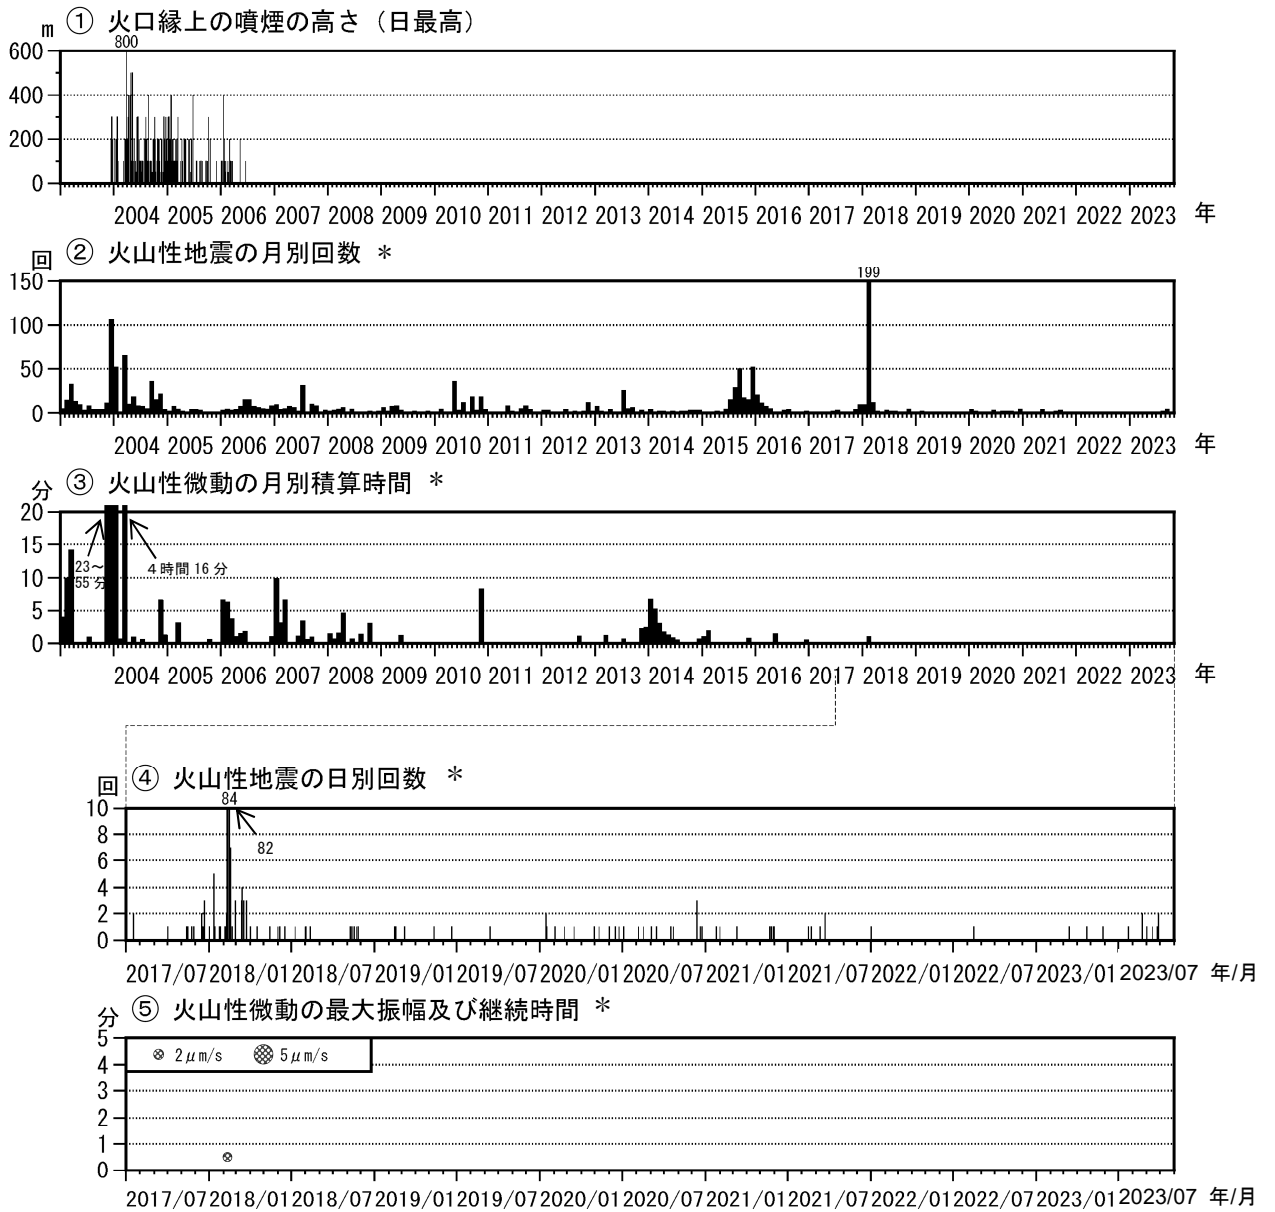 ① 火口縁上の噴煙の高さ（日最高）
m
800
600
400
200
0
2004 2005 2006 2007 2008 2009 2010 2011 2012 2013 2014 2015 2016 2017 2018 2019 2020 2021 2022 2023 年
② 火山性地震の月別回数 ＊
回
199
150
100
50
0
2004 2005 2006 2007 2008 2009 2010 2011 2012 2013 2014 2015 2016 2017 2018 2019 2020 2021 2022 2023 年
③ 火山性微動の月別積算時間 ＊
分
20
15
10
5
0
23～
55分
4時間16分
2004 2005 2006 2007 2008 2009 2010 2011 2012 2013 2014 2015 2016 2017 2018 2019 2020 2021 2022 2023 年
④ 火山性地震の日別回数 ＊
回
84
82
10
8
6
4
2
0
2017/07 2018/01 2018/07 2019/01 2019/07 2020/01 2020/07 2021/01 2021/07 2022/01 2022/07 2023/01 2023/07 年/月
⑤ 火山性微動の最大振幅及び継続時間 ＊
分
2μm/s 5μm/s
5
4
3
2
1
0
2017/07 2018/01 2018/07 2019/01 2019/07 2020/01 2020/07 2021/01 2021/07 2022/01 2022/07 2023/01 2023/07 年/月